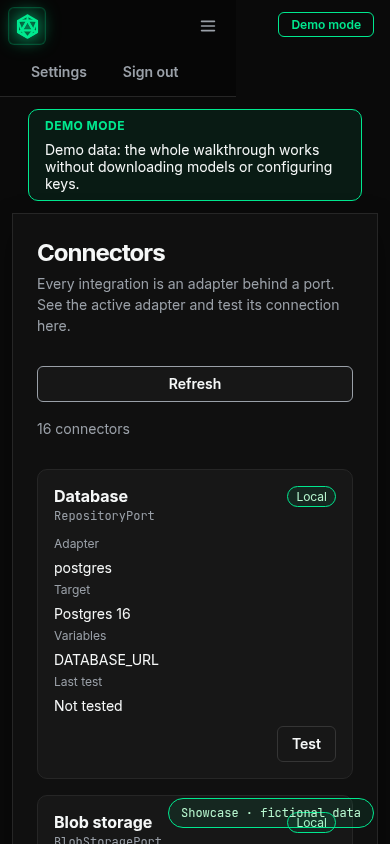 Demo mode
Settings
Sign out
DEMO MODE
Demo data: the whole walkthrough works
without downloading models or configuring
keys.
Connectors
Every integration is an adapter behind a port.
See the active adapter and test its connection
here.
Refresh
16 connectors
Database
Local
RepositoryPort
Adapter
postgres
Target
Postgres 16
Variables
DATABASE_URL
Last test
Not tested
Test
Blob storage
Local
Showcase · fictional data
BlobStoragePort